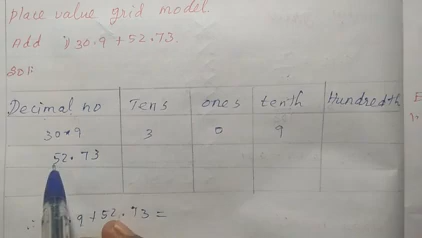 place value grid model.
Add i) 30.9 + 52.73.
Sol:
Decimal no Tens ones tenth Hundredth
30.9 3 0 9
52.73
∴ .9 + 52.73 =